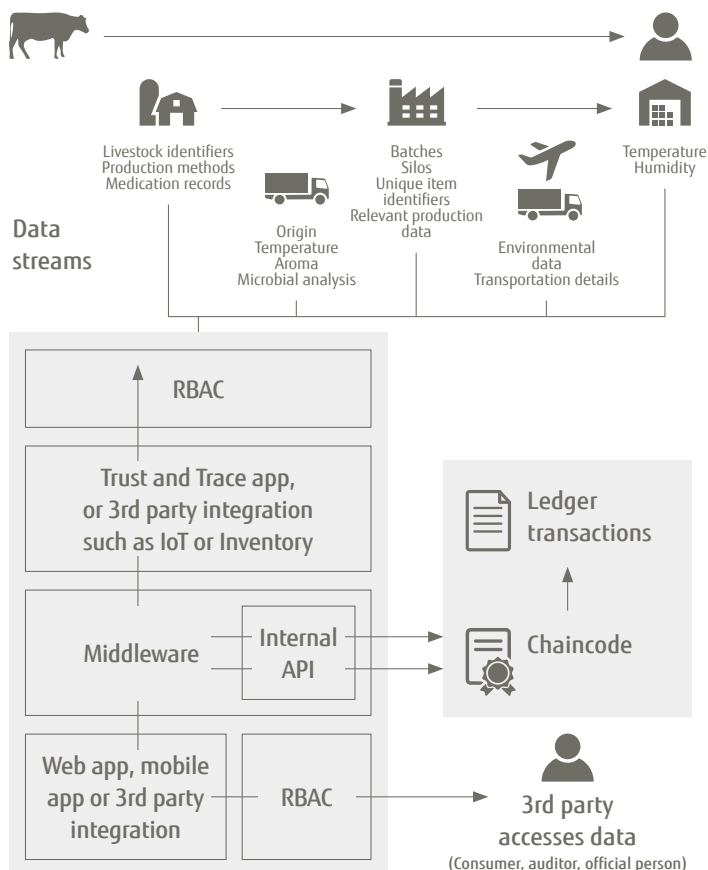 Livestock identifiers
Production methods
Medication records
Origin
Temperature
Aroma
Microbial analysis
Batches
Silos
Unique item
identifiers
Relevant production
data
Environmental
data
Transportation details
Temperature
Humidity
Data
streams
RBAC
Trust and Trace app,
or 3rd party integration
such as IoT or Inventory
Middleware
Internal
API
Ledger
transactions
Chaincode
Web app, mobile
app or 3rd party
integration
RBAC
3rd party
accesses data
(Consumer, auditor, official person)